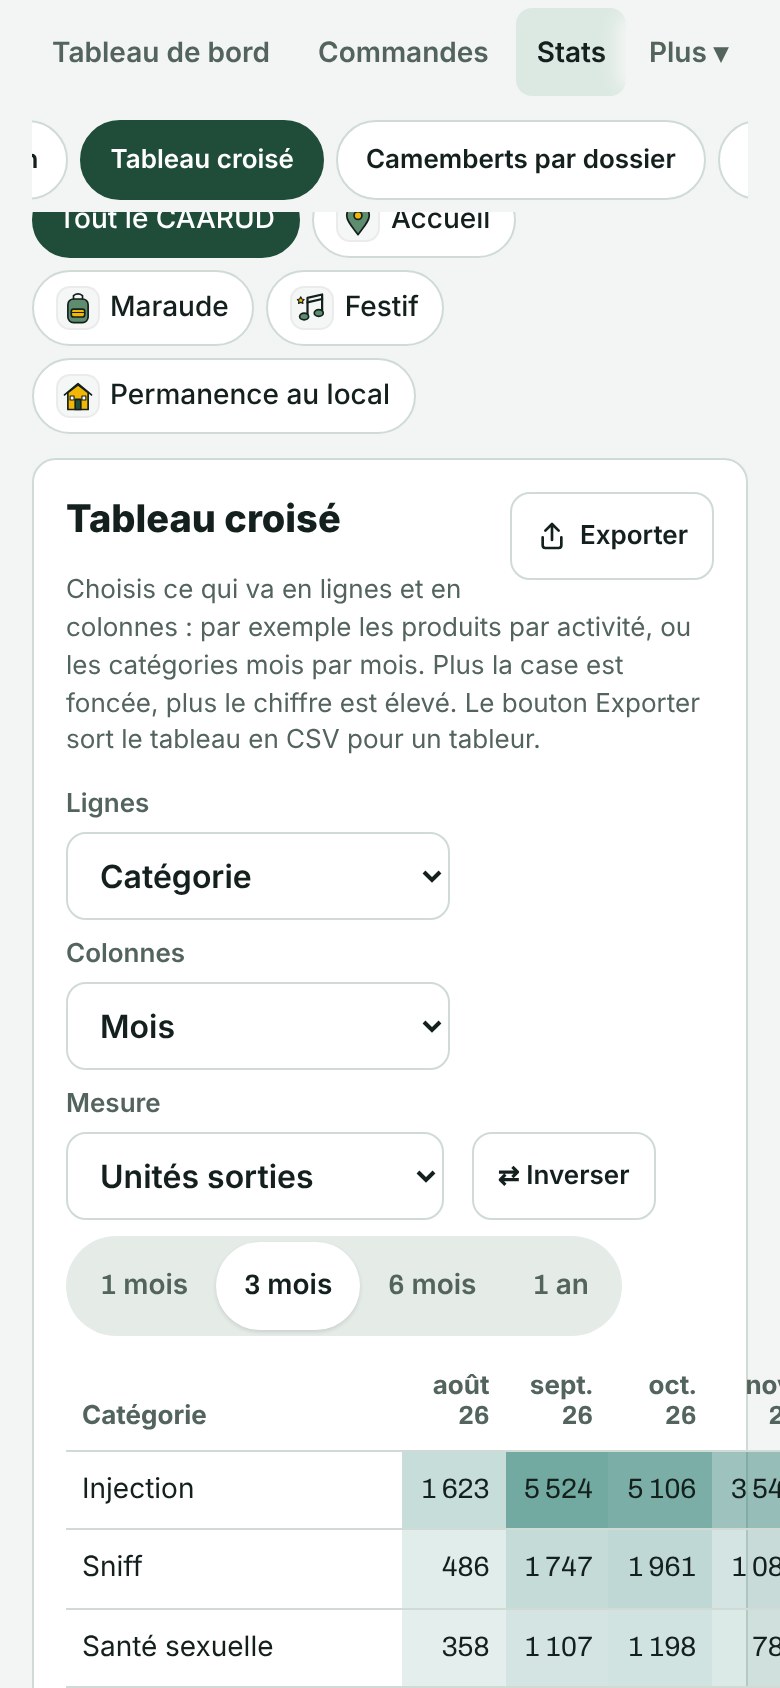 Tableau de bord Commandes Stats Plus ▾
Tableau croisé Camemberts par dossier
Tout le CAARUD Accueil
Maraude Festif
Permanence au local
Tableau croisé
Exporter
Choisis ce qui va en lignes et en
colonnes : par exemple les produits par activité, ou
les catégories mois par mois. Plus la case est
foncée, plus le chiffre est élevé. Le bouton Exporter
sort le tableau en CSV pour un tableur.
Lignes
Catégorie
Colonnes
Mois
Mesure
Unités sorties ⇄ Inverser
1 mois 3 mois 6 mois 1 an
Catégorie août 26 sept. 26 oct. 26
Injection 1 623 5 524 5 106
Sniff 486 1 747 1 961
Santé sexuelle 358 1 107 1 198